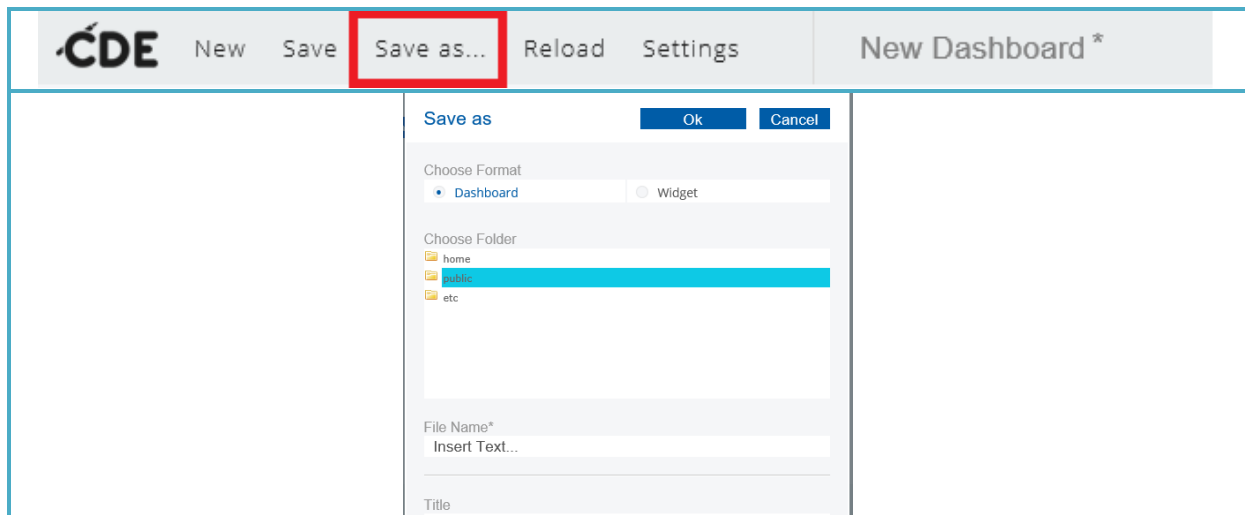 CDE New Save Save as... Reload Settings New Dashboard *
Save as Ok Cancel
Choose Format
Dashboard Widget
Choose Folder
home
public
etc
File Name*
Insert Text...
Title